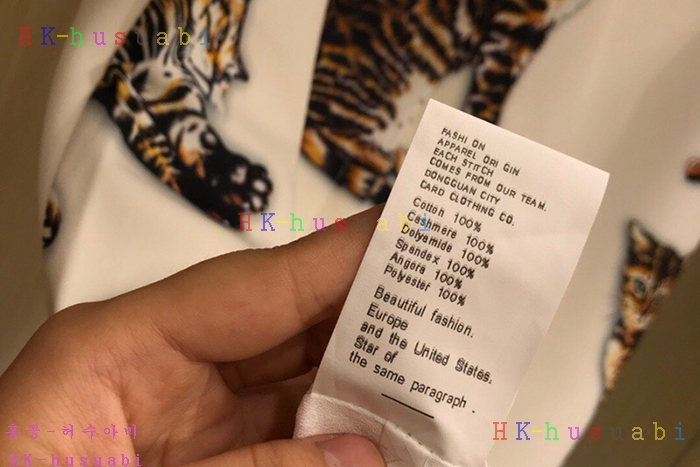 HK-husuabi
FASHI ON
APPAREL ORI GIN
EACH STITCH
COMES FROM OUR TEAM.
DONGGUAN CITY
CARD CLOTHING CO.
Cotton 100%
Cashmere 100%
Polyamide 100%
Spandex 100%
Angora 100%
Polyester 100%
Beautiful fashion.
Europe
and the United States.
Star of
the same paragraph .
HK-husuabi
HK-husuabi
홍콩-허수아비
HK-husuabi